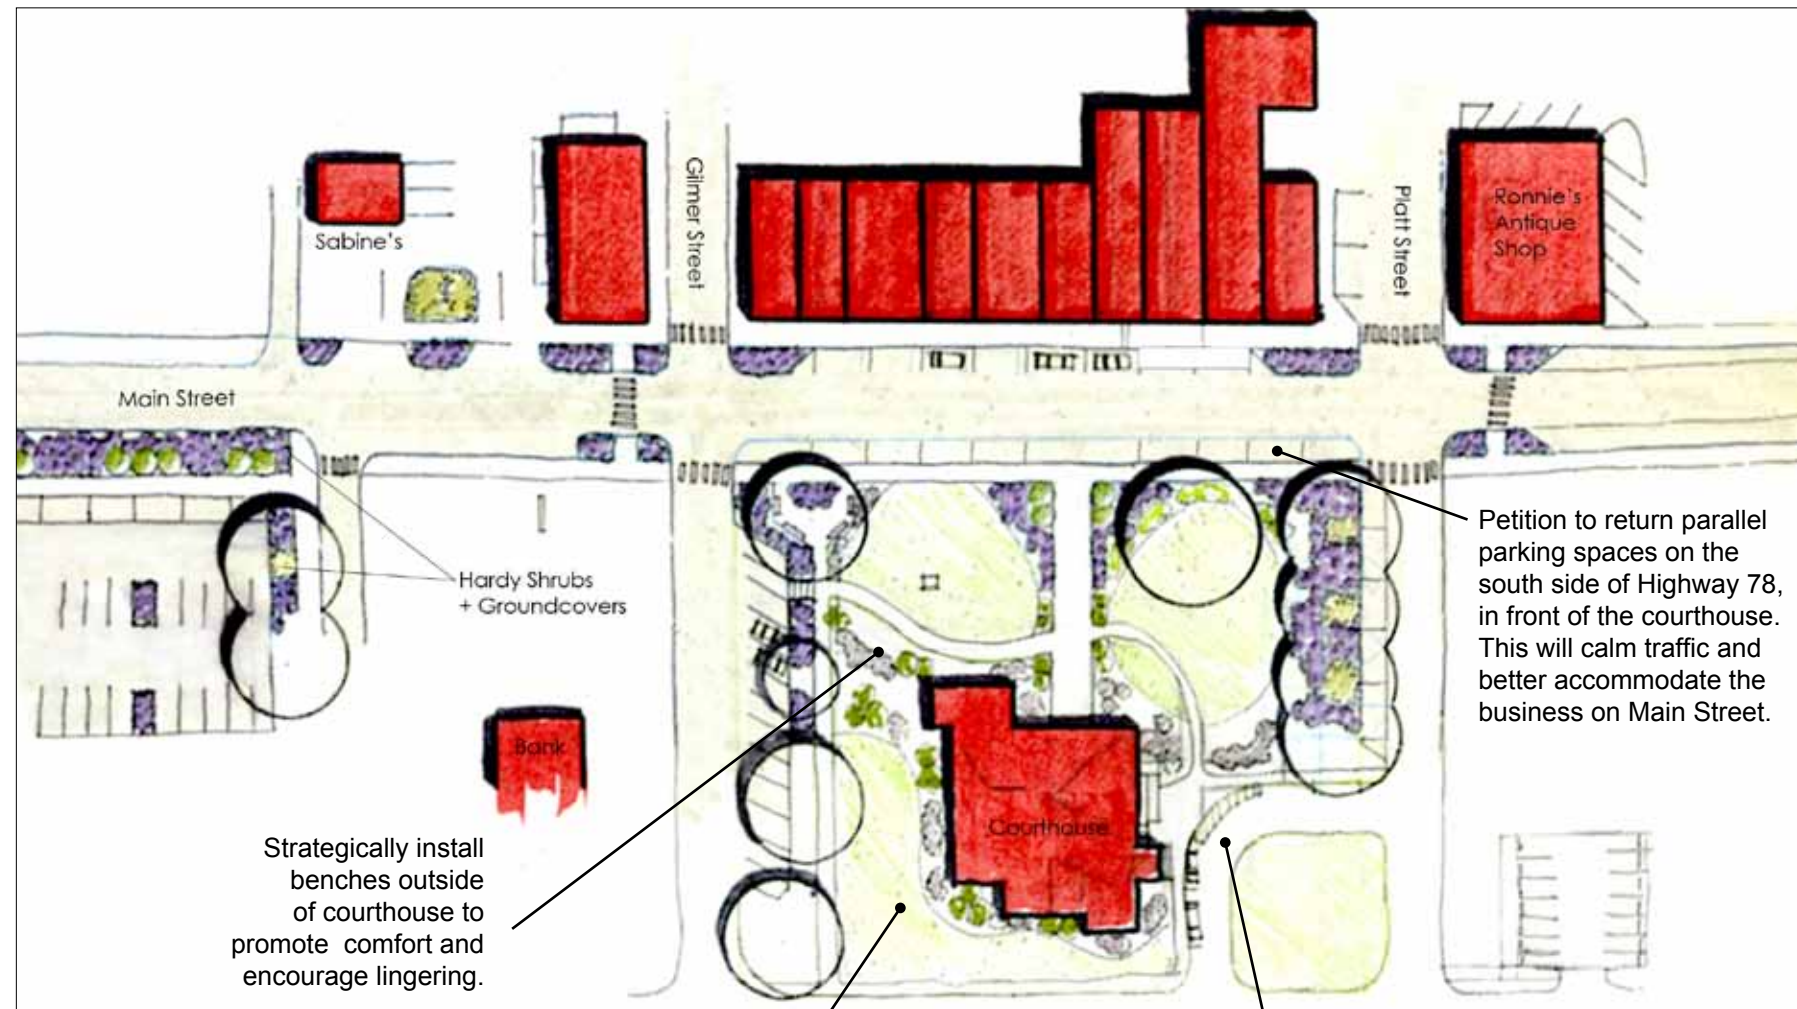 Gilmer Street
Platt Street
Ronnie's
Antique
Shop
Sabine's
Main Street
Hardy Shrubs
+ Groundcovers
Petition to return parallel
parking spaces on the
south side of Highway 78,
in front of the courthouse.
This will calm traffic and
better accommodate the
business on Main Street.
Bank
Courthouse
Strategically install
benches outside
of courthouse to
promote comfort and
encourage lingering.